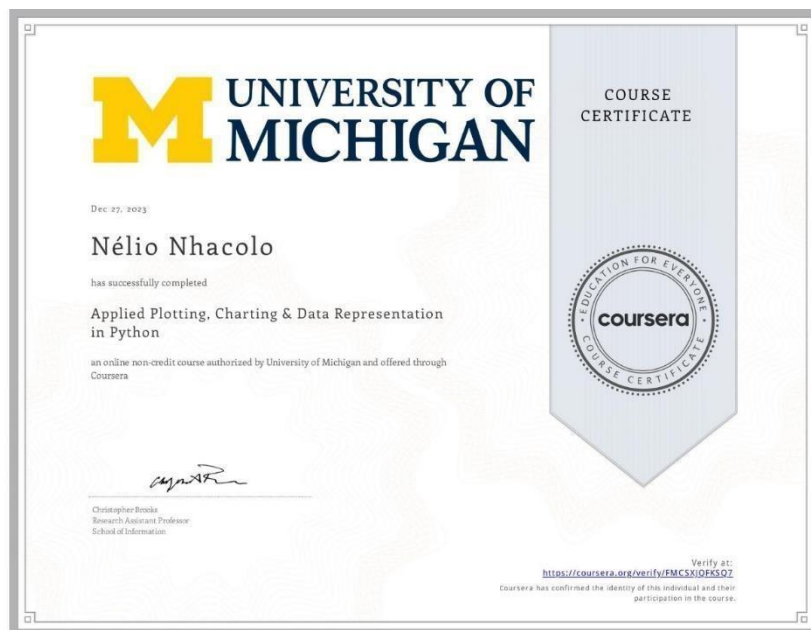 M UNIVERSITY OF
MICHIGAN
COURSE
CERTIFICATE
Dec 27, 2023
Nélio Nhacolo
has successfully completed
Applied Plotting, Charting & Data Representation
in Python
an online non-credit course authorized by University of Michigan and offered through
Coursera
EDUCATION FOR EVERYONE
coursera
COURSE CERTIFICATE
Christopher Brooks
Research Assistant Professor
School of Information
Verify at:
https://coursera.org/verify/FMCSXJQFKSQ7
Coursera has confirmed the identity of this individual and their
participation in the course.